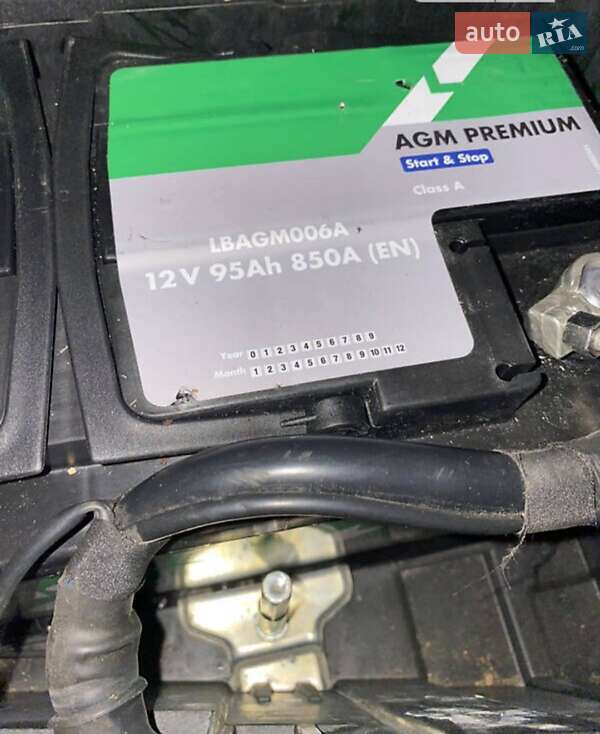 auto RIA.com
AGM PREMIUM
Start & Stop
Class A
LBAGM006A
12V 95Ah 850A (EN)
Year 0 1 2 3 4 5 6 7 8 9
Month 1 2 3 4 5 6 7 8 9 10 11 12